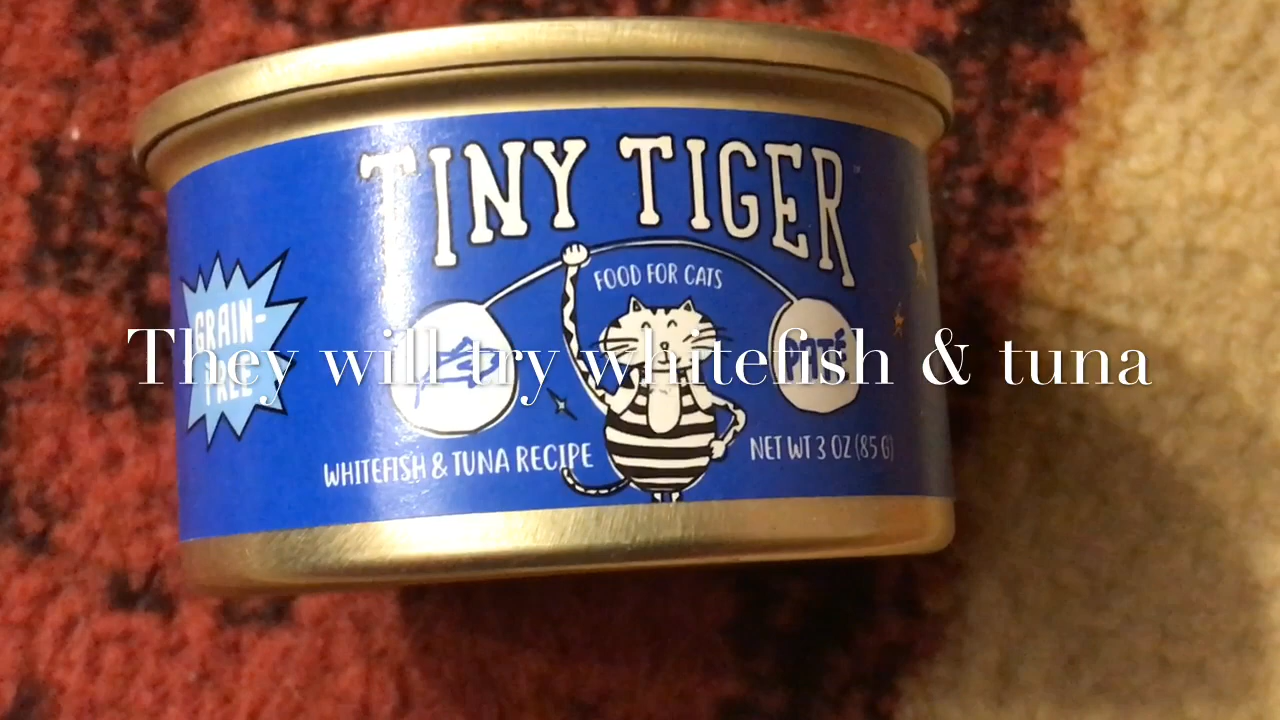 TINY TIGER
FOOD FOR CATS
GRAIN-
FREE
They will try whitefish & tuna
PATÉ
WHITEFISH & TUNA RECIPE
NET WT 3 OZ (85 G)